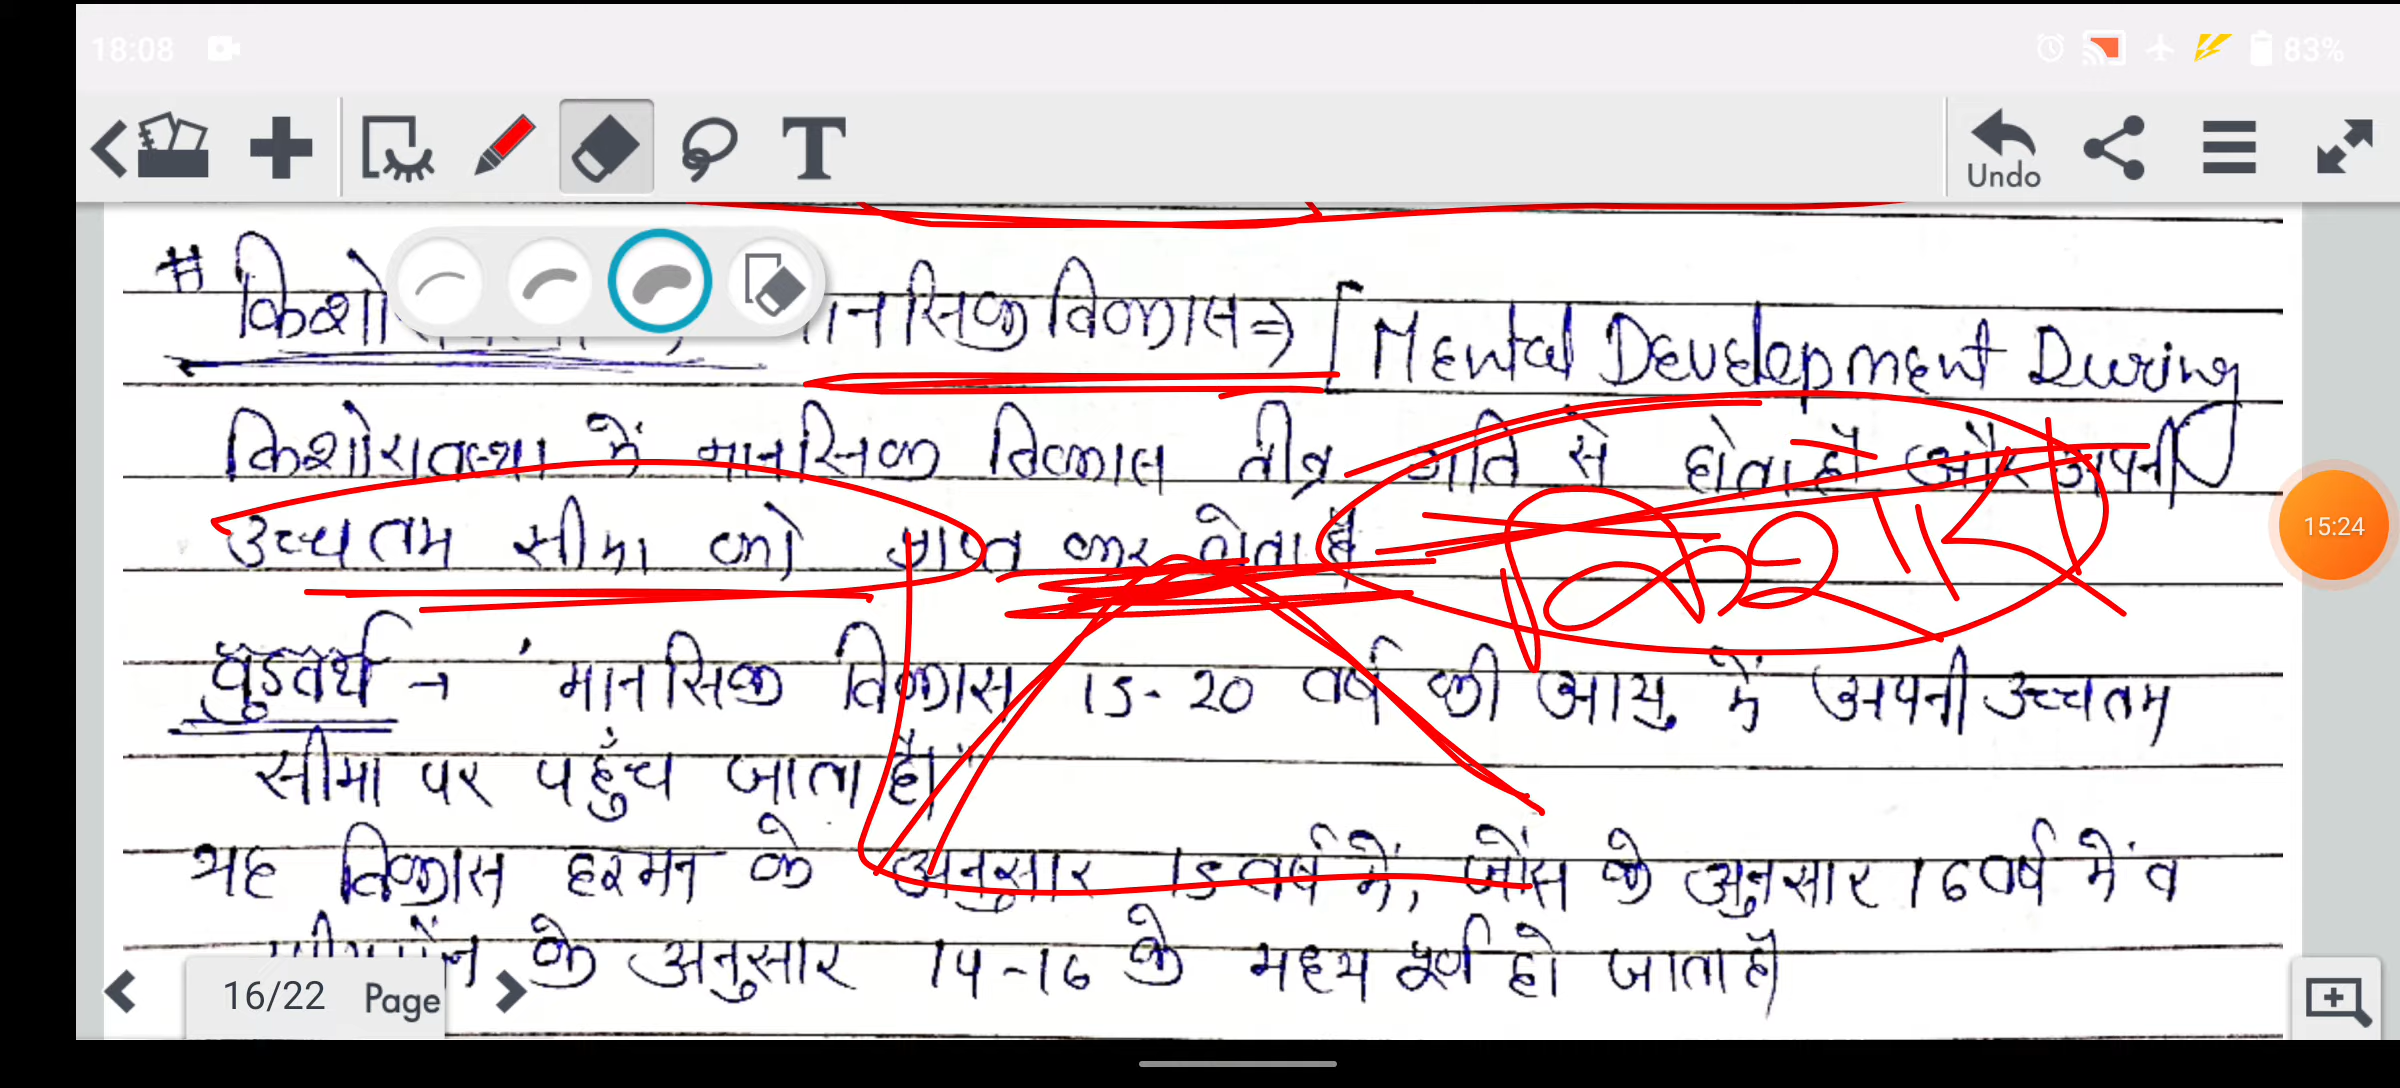 18:08 83%
Undo
# किशो मानसिक विकास ⇒ [Mental Development During
किशोरावस्था में मानसिक विकास तीव्र गति से होता है और अपनी
उच्चतम सीमा को प्राप्त कर लेता है
15:24
वुडवर्थ → 'मानसिक विकास 15-20 वर्ष की आयु में अपनी उच्चतम
सीमा पर पहुँच जाता है।'
यह विकास हरमन के अनुसार 15 वर्ष में, जोंस के अनुसार 16 वर्ष में व
के अनुसार 14-16 के मध्य पूर्ण हो जाता है
16/22 Page